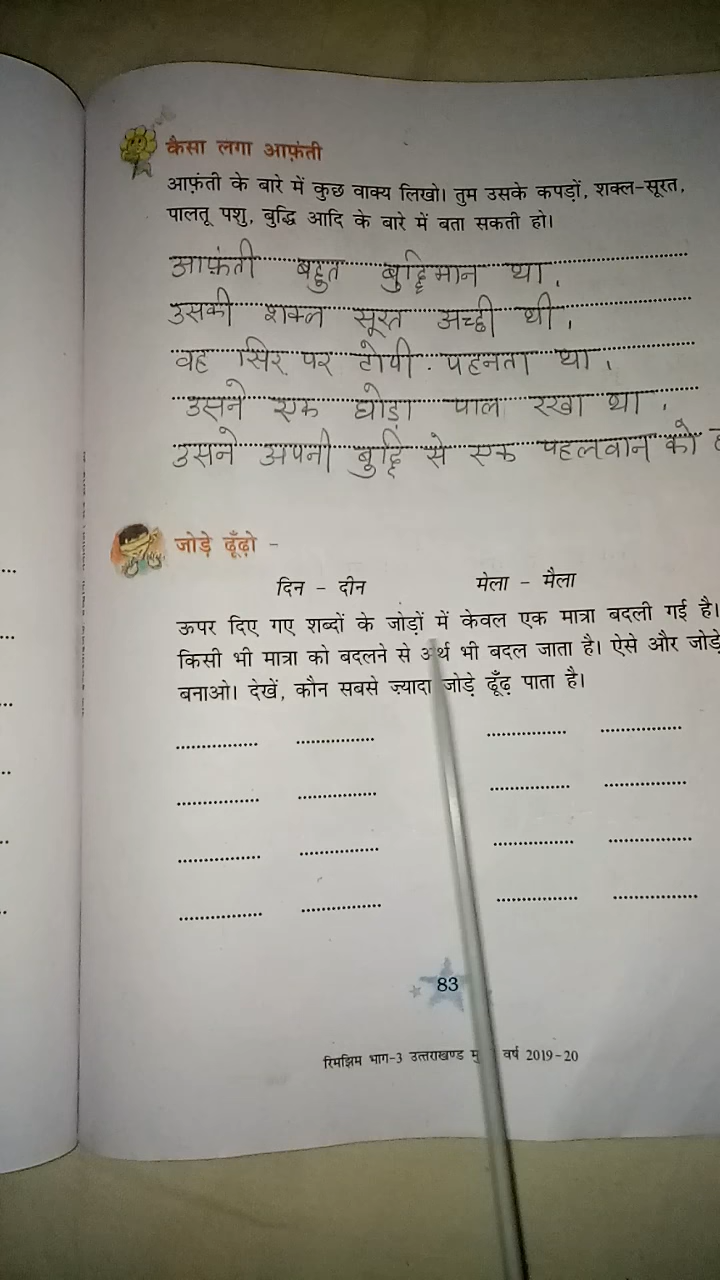 कैसा लगा आफ़ंती
आफ़ंती के बारे में कुछ वाक्य लिखो। तुम उसके कपड़ों, शक्ल-सूरत,
पालतू पशु, बुद्धि आदि के बारे में बता सकती हो।
आफ़ंती बहुत बुद्दिमान था.
उसकी शक्ल सूरत अच्छी थी.
वह सिर पर टोपी. पहनता था.
उसने एक घोड़ा पाल रखा था.
उसने अपनी बुद्दि से एक पहलवान को
जोड़े ढूँढ़ो -
दिन - दीन मेला - मैला
ऊपर दिए गए शब्दों के जोड़ों में केवल एक मात्रा बदली गई है।
किसी भी मात्रा को बदलने से अर्थ भी बदल जाता है। ऐसे और जोड़े
बनाओ। देखें, कौन सबसे ज़्यादा जोड़े ढूँढ़ पाता है।
83
रिमझिम भाग-3 उत्तराखण्ड वर्ष 2019-20